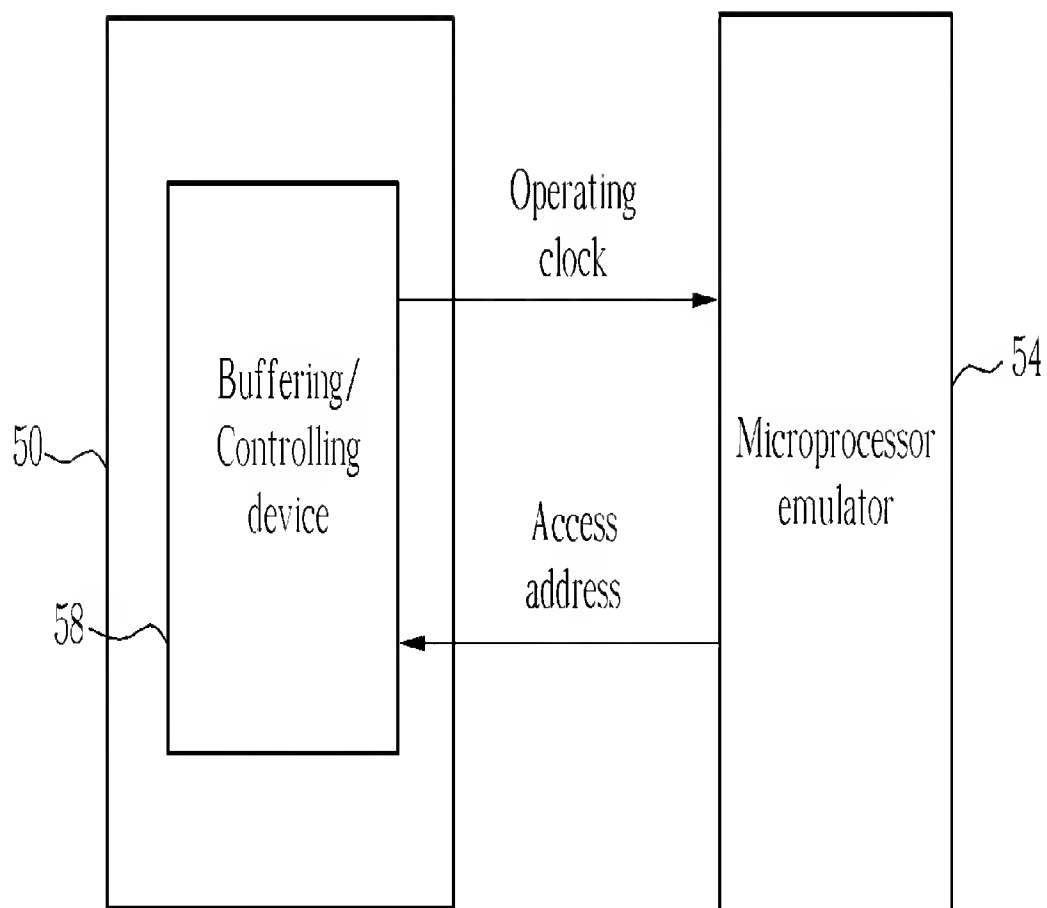 Operating
clock
Buffering/
Controlling
device
Microprocessor
emulator
Access
address
50
58
54